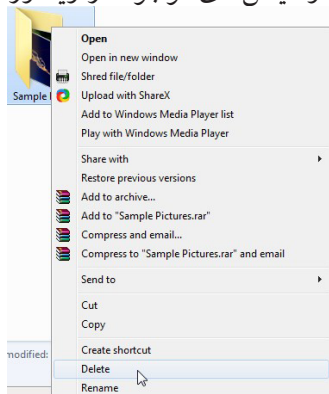 Sample
Open
Open in new window
Shred file/folder
Upload with ShareX
Add to Windows Media Player list
Play with Windows Media Player
Share with
Restore previous versions
Add to archive...
Add to "Sample Pictures.rar"
Compress and email...
Compress to "Sample Pictures.rar" and email
Send to
Cut
Copy
modified:
Create shortcut
Delete
Rename